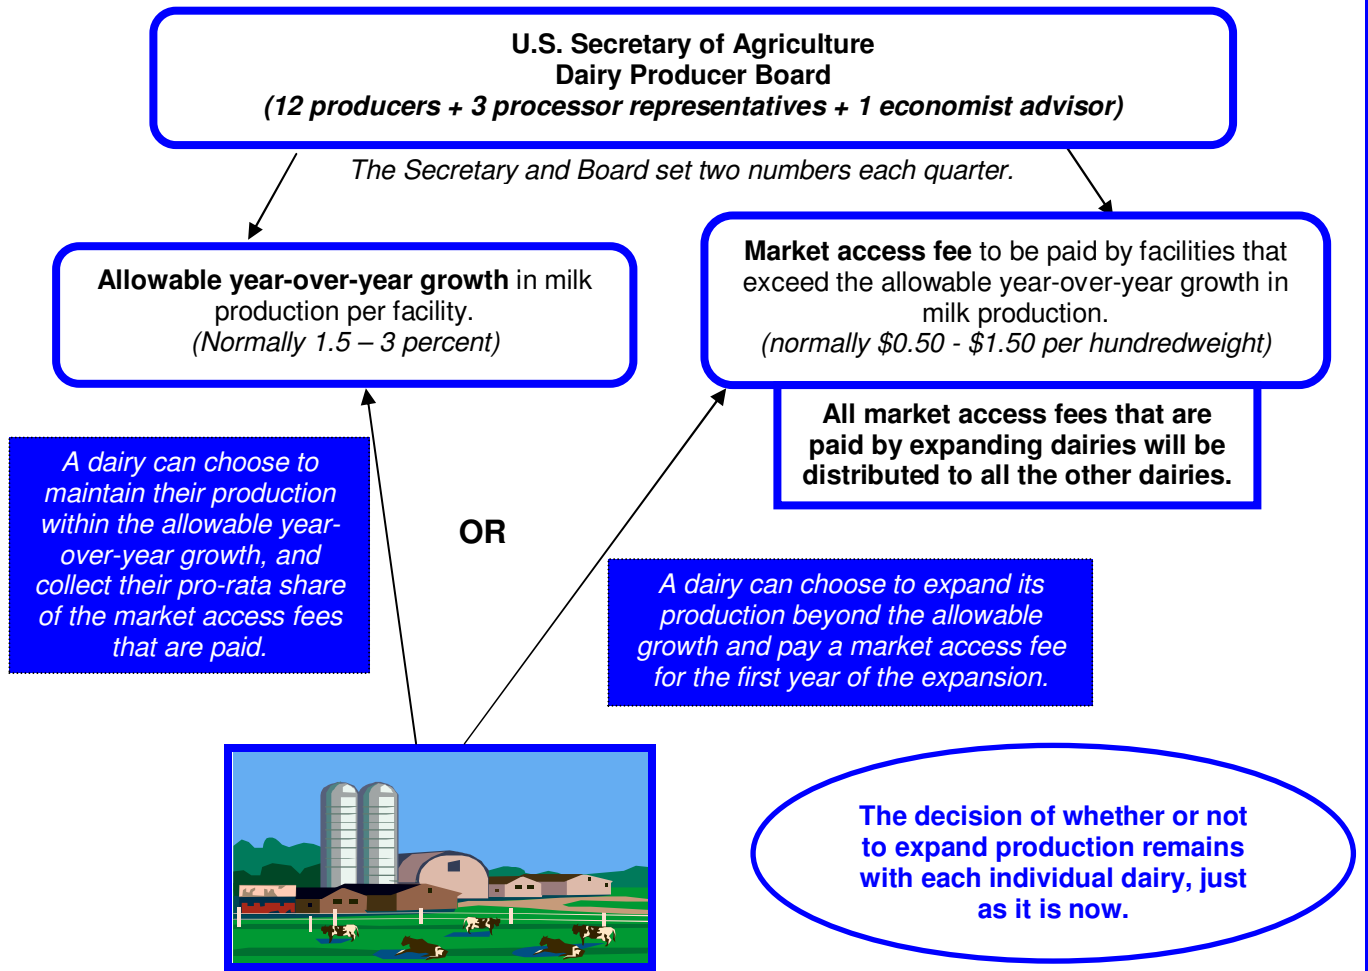 U.S. Secretary of Agriculture
Dairy Producer Board
(12 producers + 3 processor representatives + 1 economist advisor)
The Secretary and Board set two numbers each quarter.
Allowable year-over-year growth in milk
production per facility.
(Normally 1.5 – 3 percent)
Market access fee to be paid by facilities that
exceed the allowable year-over-year growth in
milk production.
(normally $0.50 - $1.50 per hundredweight)
All market access fees that are
paid by expanding dairies will be
distributed to all the other dairies.
A dairy can choose to
maintain their production
within the allowable year-
over-year growth, and
collect their pro-rata share
of the market access fees
that are paid.
OR
A dairy can choose to expand its
production beyond the allowable
growth and pay a market access fee
for the first year of the expansion.
The decision of whether or not
to expand production remains
with each individual dairy, just
as it is now.